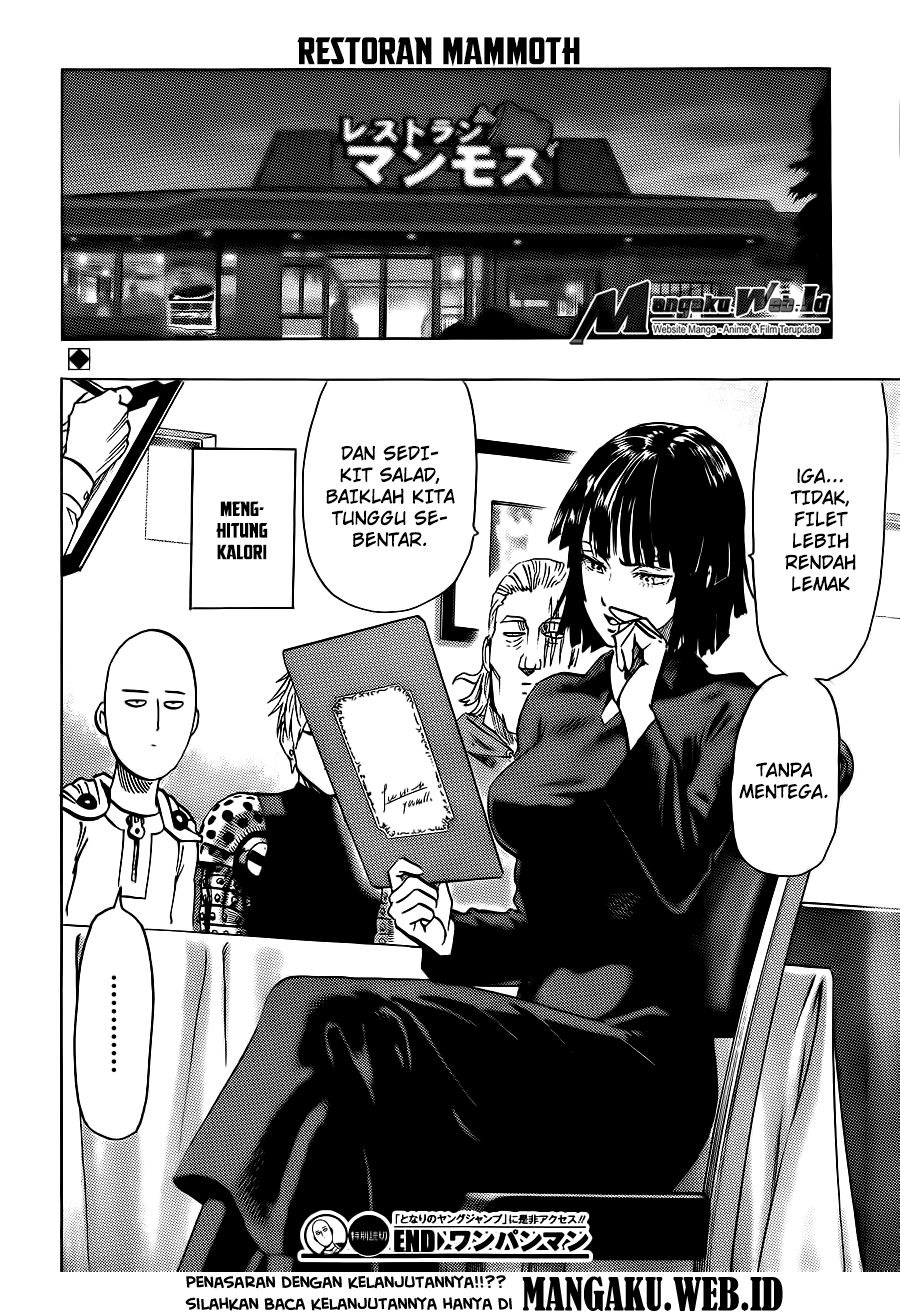 RESTORAN MAMMOTH
レストラン
マンモス
Mangaku.Web.Id
Website Manga - Anime & Film Terupdate
IGA...
TIDAK,
FILET
LEBIH
RENDAH
LEMAK
TANPA
MENTEGA.
DAN SEDI-
KIT SALAD,
BAIKLAH KITA
TUNGGU SE-
BENTAR.
MENG-
HITUNG
KALORI
............
「となりのヤングジャンプ」に是非アクセス!!
特別読切
END ワンパンマン
PENASARAN DENGAN KELANJUTANNYA!!??
SILAHKAN BACA KELANJUTANNYA HANYA DI MANGAKU.WEB.ID